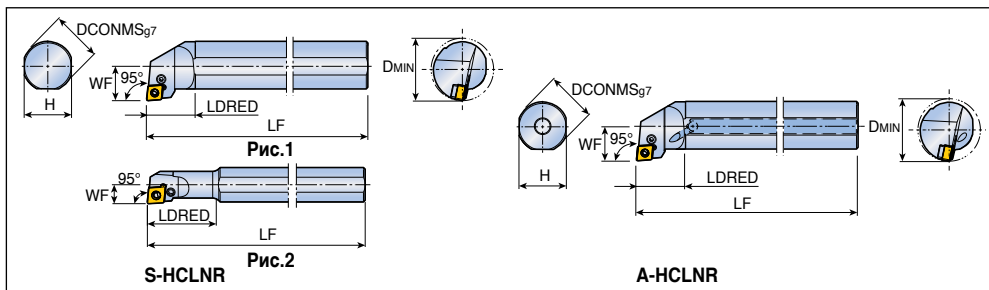 DCONMSg7
95°
WF
H
LDRED
LF
DMIN
Рис.1
95°
WF
LDRED
LF
Рис.2
S-HCLNR
DCONMSg7
95°
WF
H
LDRED
LF
DMIN
A-HCLNR